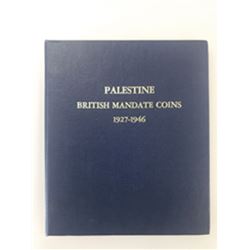 PALESTINE
BRITISH MANDATE COINS
1927-1946